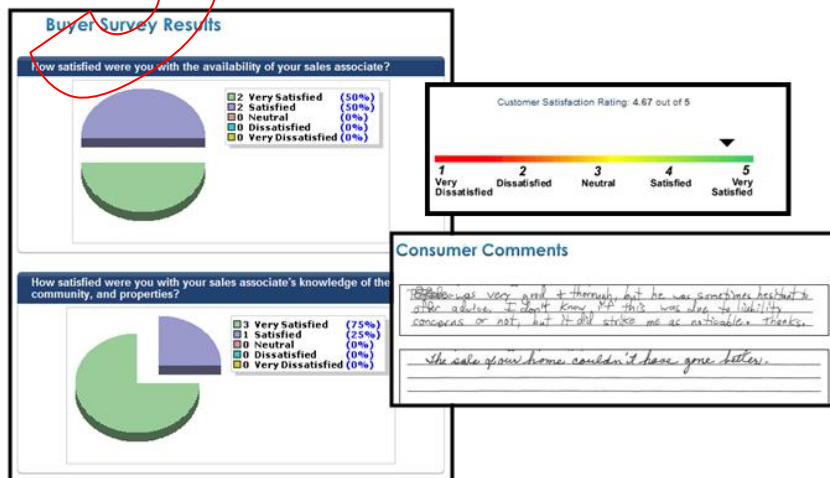 Buyer Survey Results
How satisfied were you with the availability of your sales associate?
2 Very Satisfied (50%)
2 Satisfied (50%)
0 Neutral (0%)
0 Dissatisfied (0%)
0 Very Dissatisfied (0%)
How satisfied were you with your sales associate's knowledge of the
community, and properties?
3 Very Satisfied (75%)
1 Satisfied (25%)
0 Neutral (0%)
0 Dissatisfied (0%)
0 Very Dissatisfied (0%)
Customer Satisfaction Rating: 4.67 out of 5
1 2 3 4 5
Very Dissatisfied Dissatisfied Neutral Satisfied Very Satisfied
Consumer Comments
was very good + thorough, but he was sometimes hesitant to
offer advice. I don't know if this was due to liability
concerns or not, but it did strike me as noticable. Thanks.
The sale of our home couldn't have gone better.